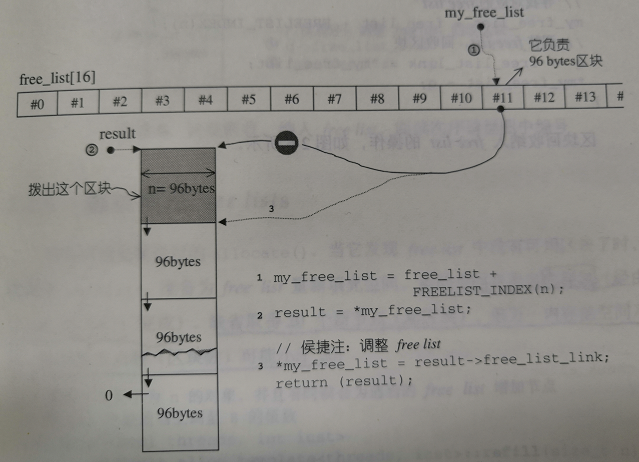 my_free_list
①
它负责
96 bytes区块
free_list[16]
#0 #1 #2 #3 #4 #5 #6 #7 #8 #9 #10 #11 #12 #13 #
result
②
n= 96bytes
拨出这个区块
3
96bytes
96bytes
0
96bytes
1 my_free_list = free_list +
FREELIST_INDEX(n);
2 result = *my_free_list;
// 侯捷注：调整 free list
3 *my_free_list = result->free_list_link;
return (result);